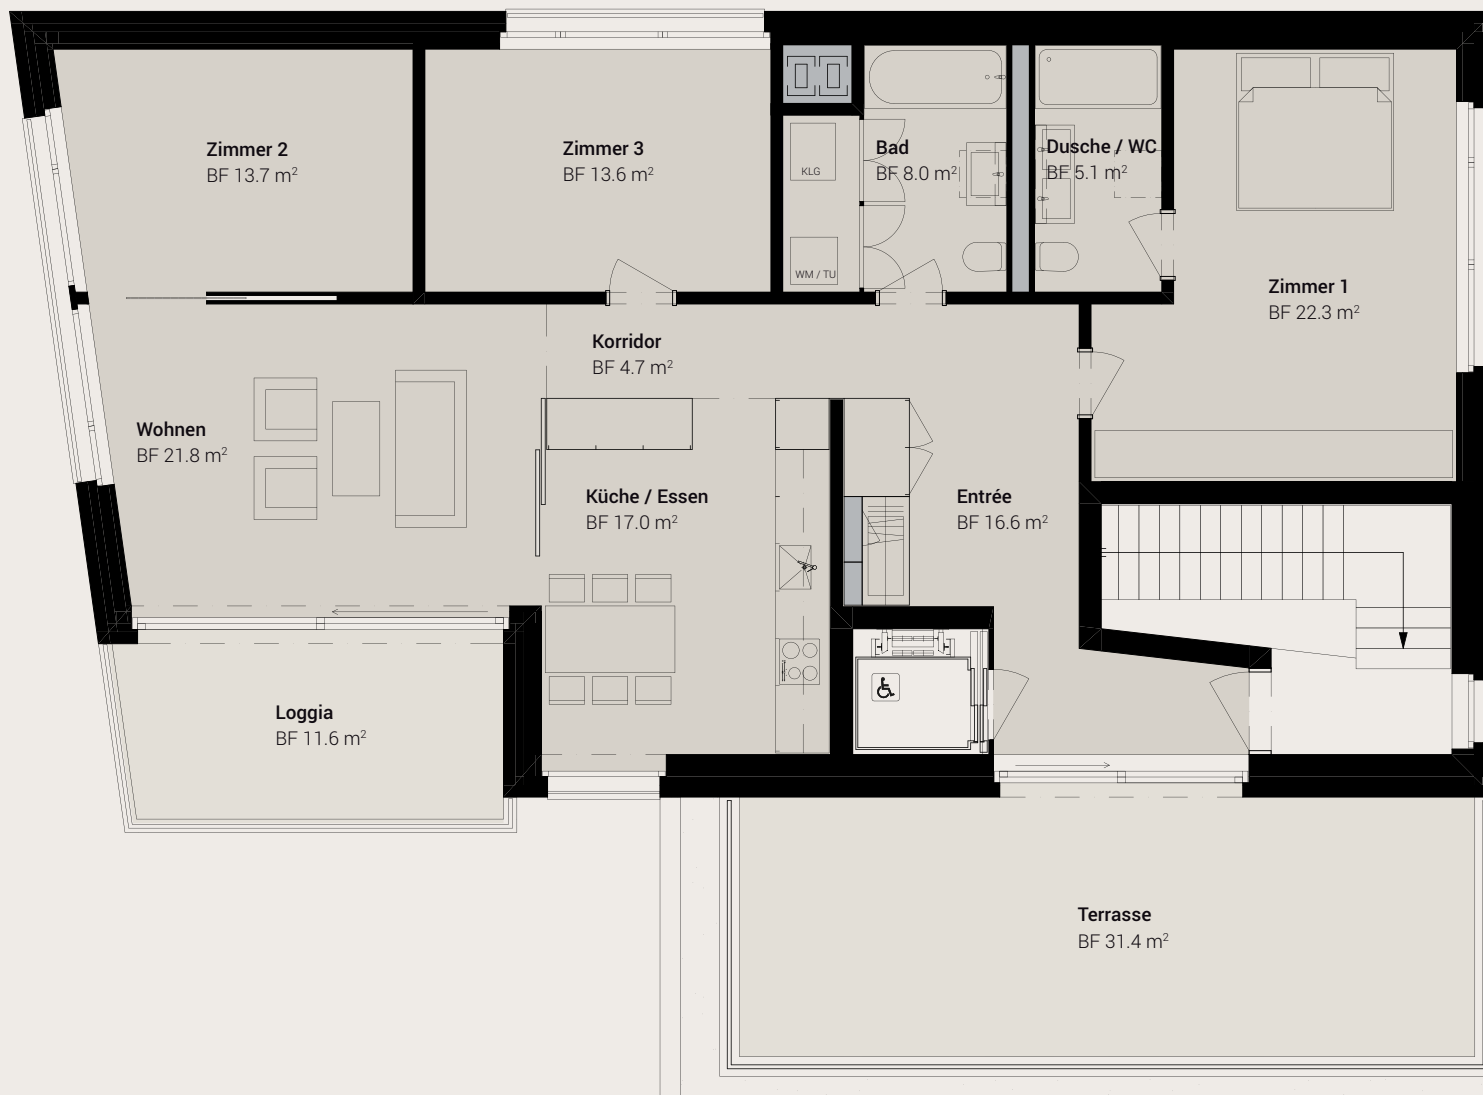 Zimmer 2
BF 13.7 m²
Zimmer 3
BF 13.6 m²
KLG
WM / TU
Bad
BF 8.0 m²
Dusche / WC
BF 5.1 m²
Zimmer 1
BF 22.3 m²
Korridor
BF 4.7 m²
Wohnen
BF 21.8 m²
Küche / Essen
BF 17.0 m²
Entrée
BF 16.6 m²
Loggia
BF 11.6 m²
Terrasse
BF 31.4 m²